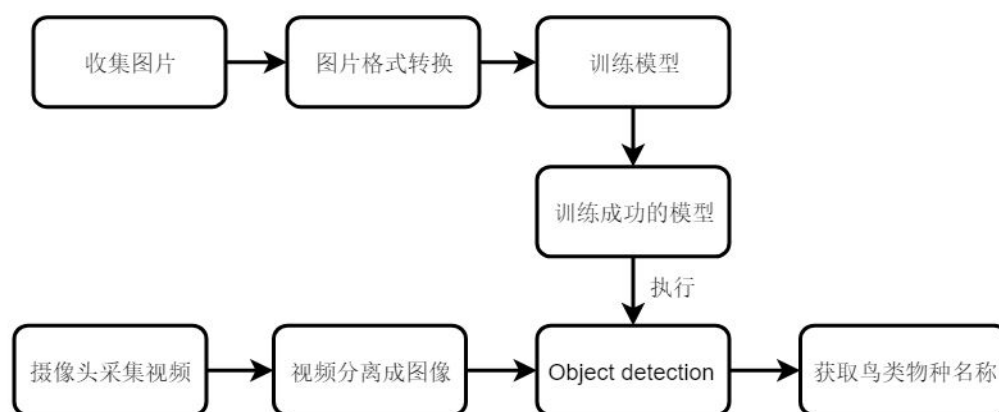 收集图片
图片格式转换
训练模型
训练成功的模型
执行
摄像头采集视频
视频分离成图像
Object detection
获取鸟类物种名称